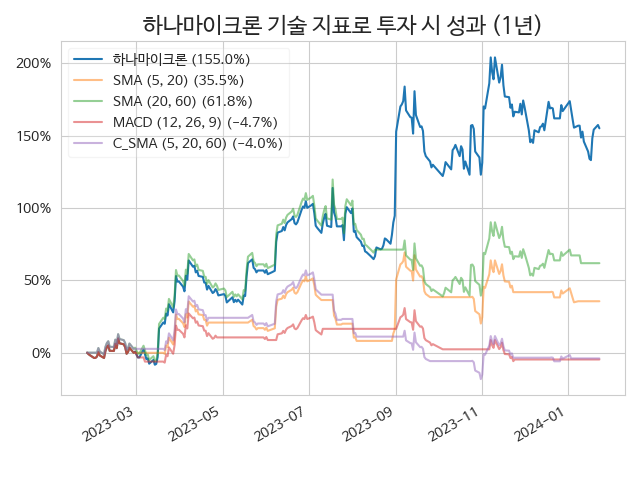 하나마이크론 기술 지표로 투자 시 성과 (1년)
하나마이크론 (155.0%)
SMA (5, 20) (35.5%)
SMA (20, 60) (61.8%)
MACD (12, 26, 9) (−4.7%)
C_SMA (5, 20, 60) (−4.0%)
200%
150%
100%
50%
0%
2023−03
2023−05
2023−07
2023−09
2023−11
2024−01